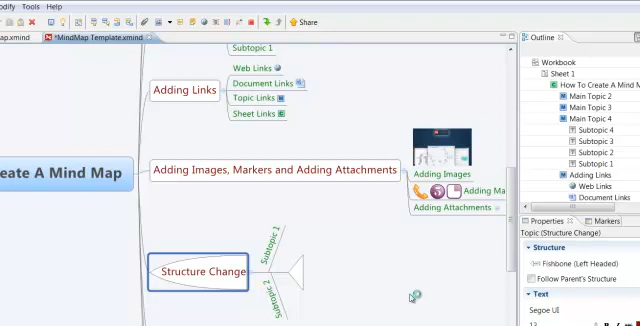 odify Tools Help
Share
ap.xmind *MindMap Template.xmind
Subtopic 1
Web Links
Document Links
Adding Links
Topic Links
Sheet Links
eate A Mind Map
Adding Images, Markers and Adding Attachments
Adding Images
Adding Ma
Adding Attachments
Structure Change
Subtopic 1
Subtopic 2
Outline
Workbook
Sheet 1
How To Create A Mind M
Main Topic 2
Main Topic 3
Main Topic 4
Subtopic 4
Subtopic 3
Subtopic 2
Subtopic 1
Adding Links
Web Links
Document Links
Properties Markers
Topic (Structure Change)
Structure
Fishbone (Left Headed)
Follow Parent's Structure
Text
Segoe UI
13 B I